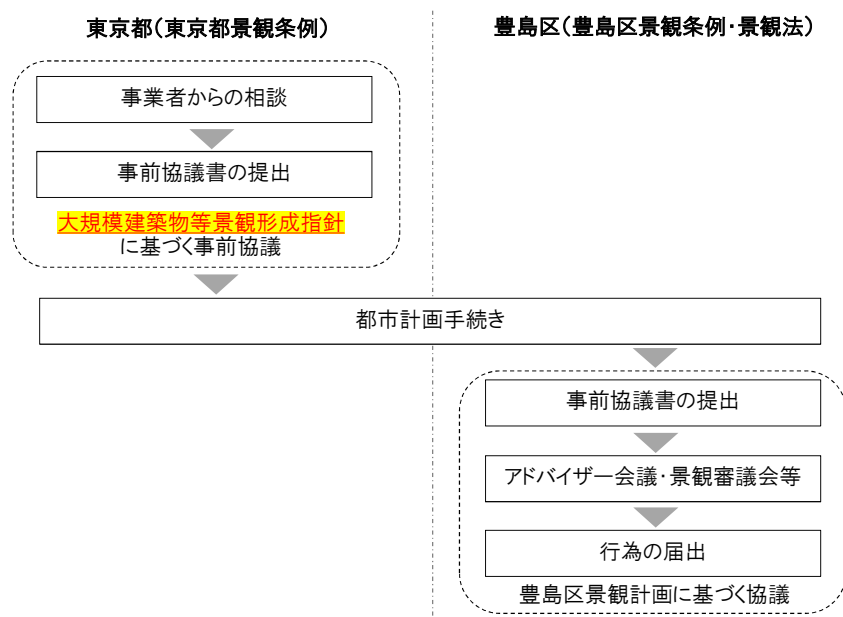 東京都(東京都景観条例)
豊島区(豊島区景観条例・景観法)
事業者からの相談
事前協議書の提出
大規模建築物等景観形成指針
に基づく事前協議
都市計画手続き
事前協議書の提出
アドバイザー会議・景観審議会等
行為の届出
豊島区景観計画に基づく協議